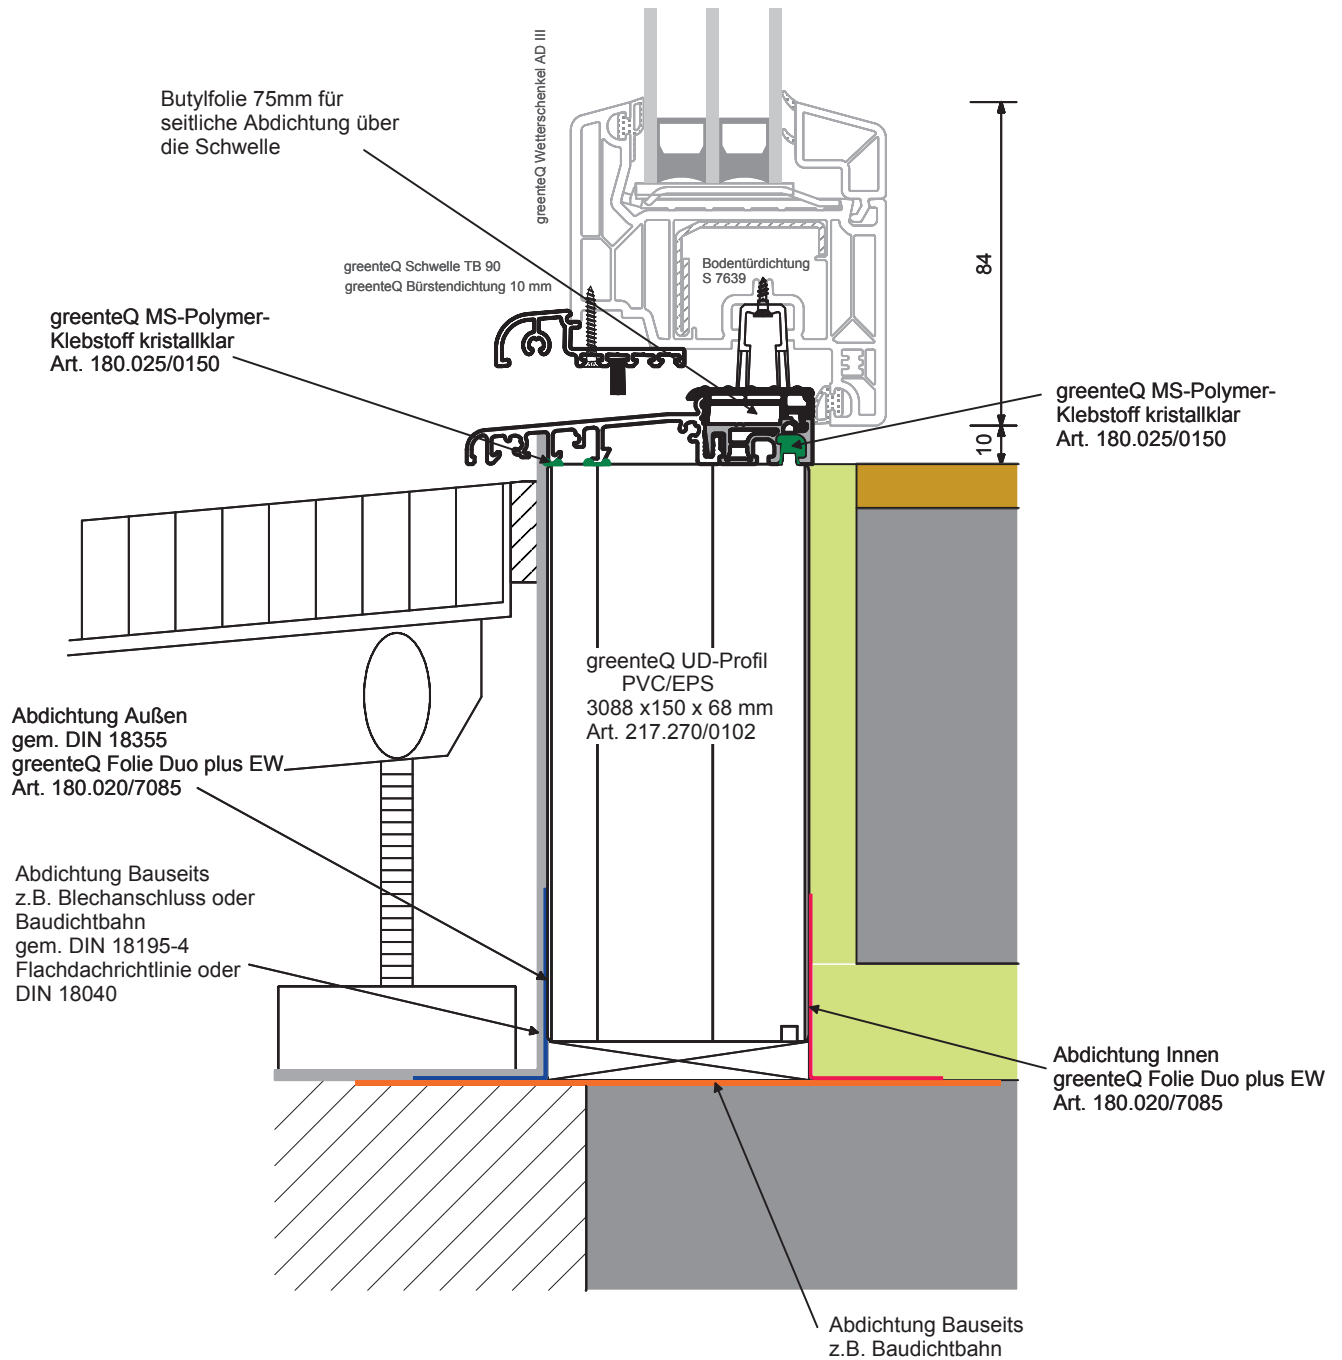 greenteQ Wetterschenkel AD III
Butylfolie 75mm für
seitliche Abdichtung über
die Schwelle
greenteQ Schwelle TB 90
greenteQ Bürstendichtung 10 mm
Bodentürdichtung
S 7639
84
10
greenteQ MS-Polymer-
Klebstoff kristallklar
Art. 180.025/0150
greenteQ MS-Polymer-
Klebstoff kristallklar
Art. 180.025/0150
greenteQ UD-Profil
PVC/EPS
3088 x150 x 68 mm
Art. 217.270/0102
Abdichtung Außen
gem. DIN 18355
greenteQ Folie Duo plus EW
Art. 180.020/7085
Abdichtung Bauseits
z.B. Blechanschluss oder
Baudichtbahn
gem. DIN 18195-4
Flachdachrichtlinie oder
DIN 18040
Abdichtung Innen
greenteQ Folie Duo plus EW
Art. 180.020/7085
Abdichtung Bauseits
z.B. Baudichtbahn